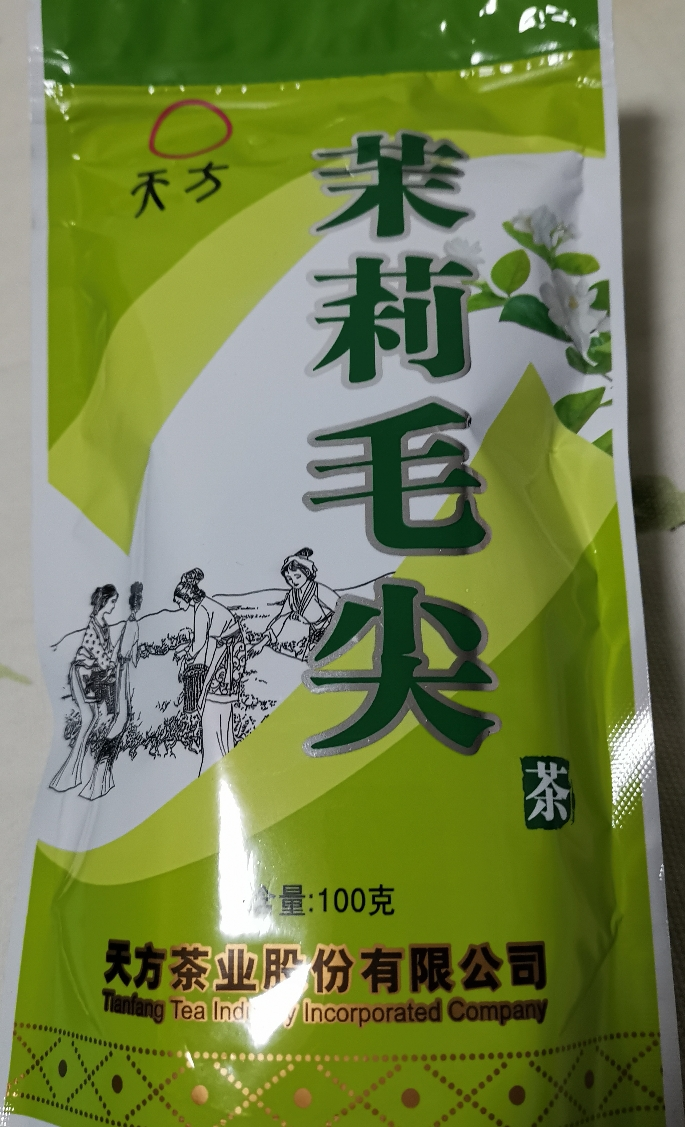 天方
茉莉毛尖
茶
含量:100克
天方茶业股份有限公司
Tianfang Tea Industry Incorporated Company